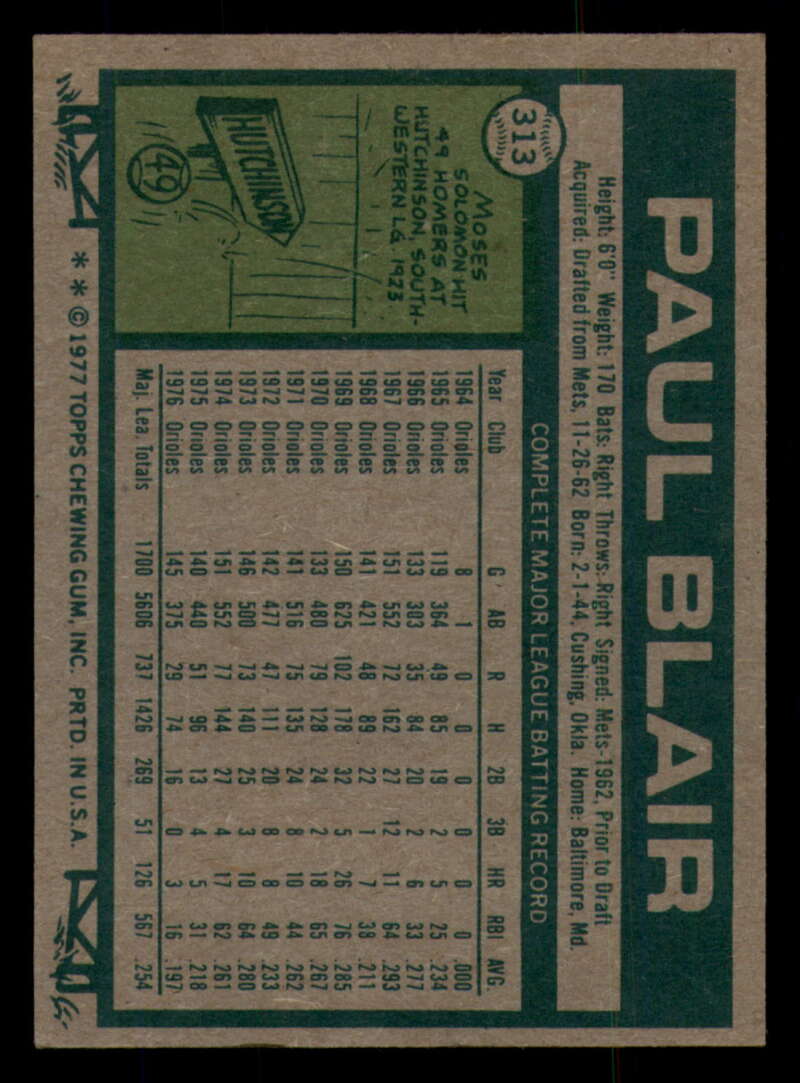 PAUL BLAIR
313
Height: 6'0" Weight: 170 Bats: Right Throws: Right Signed: Mets-1962, Prior to Draft
Acquired: Drafted from Mets, 11-26-62 Born: 2-1-44, Cushing, Okla. Home: Baltimore, Md.
MOSES
SOLOMON HIT
49 HOMERS AT
HUTCHINSON, SOUTH-
WESTERN LG. 1923
HUTCHINSON
49
COMPLETE MAJOR LEAGUE BATTING RECORD
Year Club G AB R H 2B 3B HR RBI AVG.
1964 Orioles 8 1 0 0 0 0 0 0 .000
1965 Orioles 119 364 49 85 19 2 5 25 .234
1966 Orioles 133 303 35 84 20 2 6 33 .277
1967 Orioles 151 552 72 162 27 12 11 64 .293
1968 Orioles 141 421 48 89 22 1 7 38 .211
1969 Orioles 150 625 102 178 32 5 26 76 .285
1970 Orioles 133 480 79 128 24 2 18 65 .267
1971 Orioles 141 516 75 135 24 8 10 44 .262
1972 Orioles 142 477 47 111 20 8 8 49 .233
1973 Orioles 146 500 73 140 25 3 10 64 .280
1974 Orioles 151 552 77 144 27 4 17 62 .261
1975 Orioles 140 440 51 96 13 4 5 31 .218
1976 Orioles 145 375 29 74 16 0 3 16 .197
Maj. Lea. Totals 1700 5606 737 1426 269 51 126 567 .254
* * © 1977 TOPPS CHEWING GUM, INC. PRTD. IN U.S.A.